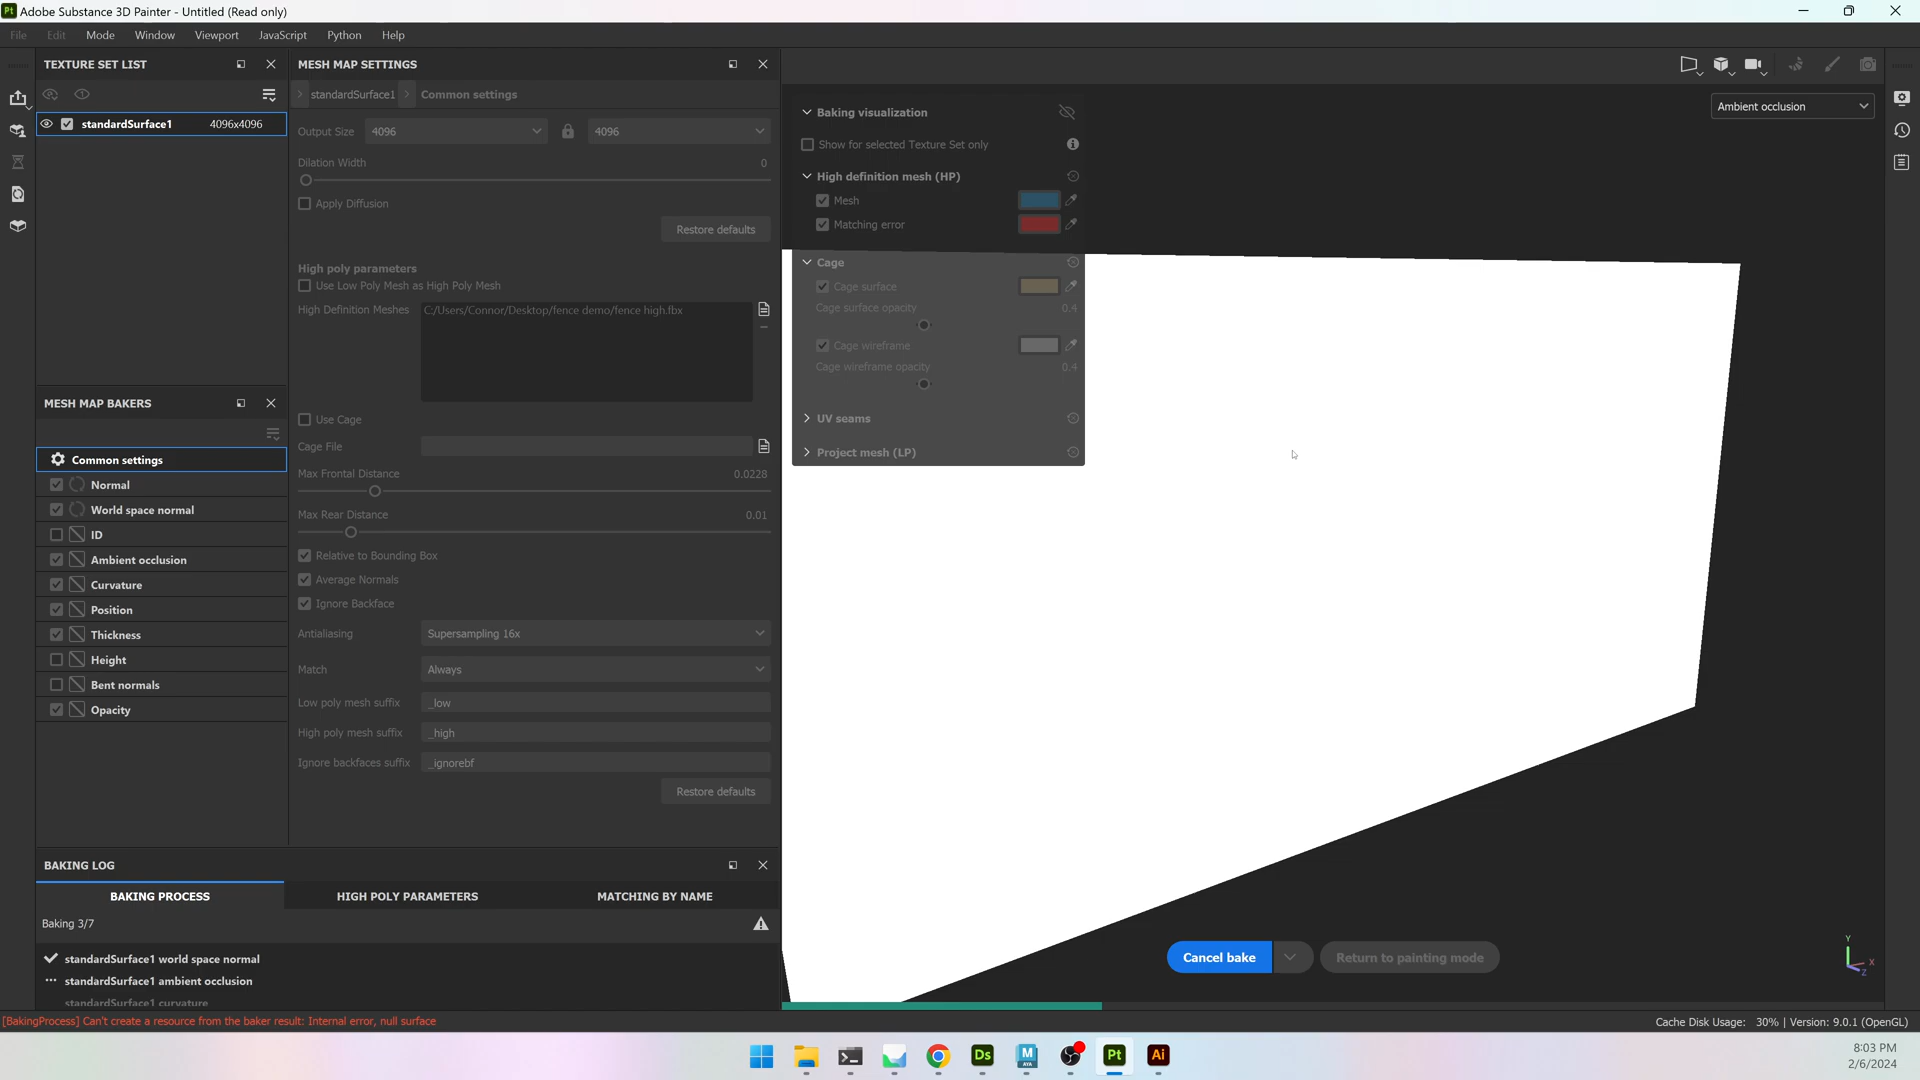 Adobe Substance 3D Painter - Untitled (Read only)
File Edit Mode Window Viewport JavaScript Python Help
TEXTURE SET LIST
standardSurface1 4096x4096
MESH MAP SETTINGS
standardSurface1 Common settings
Output Size 4096 4096
Dilation Width 0
Apply Diffusion
Restore defaults
High poly parameters
Use Low Poly Mesh as High Poly Mesh
High Definition Meshes C:/Users/Connor/Desktop/fence demo/fence high.fbx
Use Cage
Cage File
Max Frontal Distance 0.0228
Max Rear Distance 0.01
Relative to Bounding Box
Average Normals
Ignore Backface
Antialiasing Supersampling 16x
Match Always
Low poly mesh suffix _low
High poly mesh suffix _high
Ignore backfaces suffix _ignorebf
Restore defaults
MESH MAP BAKERS
Common settings
Normal
World space normal
ID
Ambient occlusion
Curvature
Position
Thickness
Height
Bent normals
Opacity
BAKING LOG
BAKING PROCESS HIGH POLY PARAMETERS MATCHING BY NAME
Baking 3/7
standardSurface1 world space normal
standardSurface1 ambient occlusion
standardSurface1 curvature
Baking visualization
Show for selected Texture Set only
High definition mesh (HP)
Mesh
Matching error
Cage
Cage surface
Cage surface opacity 0.4
Cage wireframe
Cage wireframe opacity 0.4
UV seams
Project mesh (LP)
Ambient occlusion
Cancel bake Return to painting mode
Y
X
Z
[BakingProcess] Can't create a resource from the baker result: Internal error, null surface
Cache Disk Usage: 30% | Version: 9.0.1 (OpenGL)
8:03 PM
2/6/2024